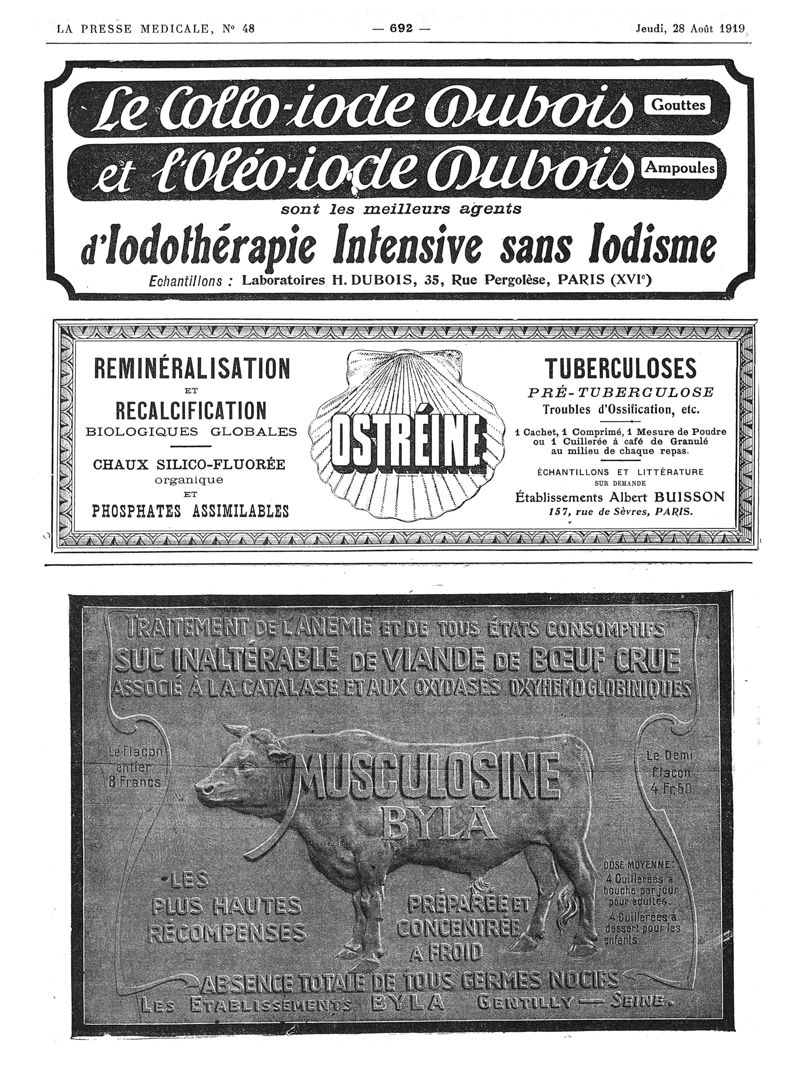 LA PRESSE MEDICALE, N° 48
— 692 —
Jeudi, 28 Août 1919
Le Collo-iode Dubois Gouttes
et l'Oléo-iode Dubois Ampoules
sont les meilleurs agents
d'Iodothérapie Intensive sans Iodisme
Echantillons : Laboratoires H. DUBOIS, 35, Rue Pergolèse, PARIS (XVIe)
REMINÉRALISATION
ET
RECALCIFICATION
BIOLOGIQUES GLOBALES
CHAUX SILICO-FLUORÉE
organique
ET
PHOSPHATES ASSIMILABLES
OSTRÉINE
TUBERCULOSES
PRÉ-TUBERCULOSE
Troubles d'Ossification, etc.
1 Cachet, 1 Comprimé, 1 Mesure de Poudre
ou 1 Cuillerée à café de Granulé
au milieu de chaque repas.
ÉCHANTILLONS ET LITTÉRATURE
SUR DEMANDE
Établissements Albert BUISSON
157, rue de Sèvres, PARIS.
TRAITEMENT DE L'ANEMIE ET DE TOUS ÉTATS CONSOMPTIFS
SUC INALTÉRABLE DE VIANDE DE BŒUF CRUE
ASSOCIÉ À LA CATALASE ET AUX OXYDASES OXYHEMOGLOBINIQUES
Le Flacon
entier
8 Francs
MUSCULOSINE
BYLA
Le Demi
Flacon
4 Fr. 50
LES
PLUS HAUTES
RÉCOMPENSES
PRÉPARÉE ET
CONCENTRÉE
A FROID
DOSE MOYENNE:
4 Cuillerées à
bouche par jour
pour adultes.
4 Cuillerées à
dessert pour les
enfants
ABSENCE TOTALE DE TOUS GERMES NOCIFS
LES ETABLISSEMENTS BYLA GENTILLY — SEINE.